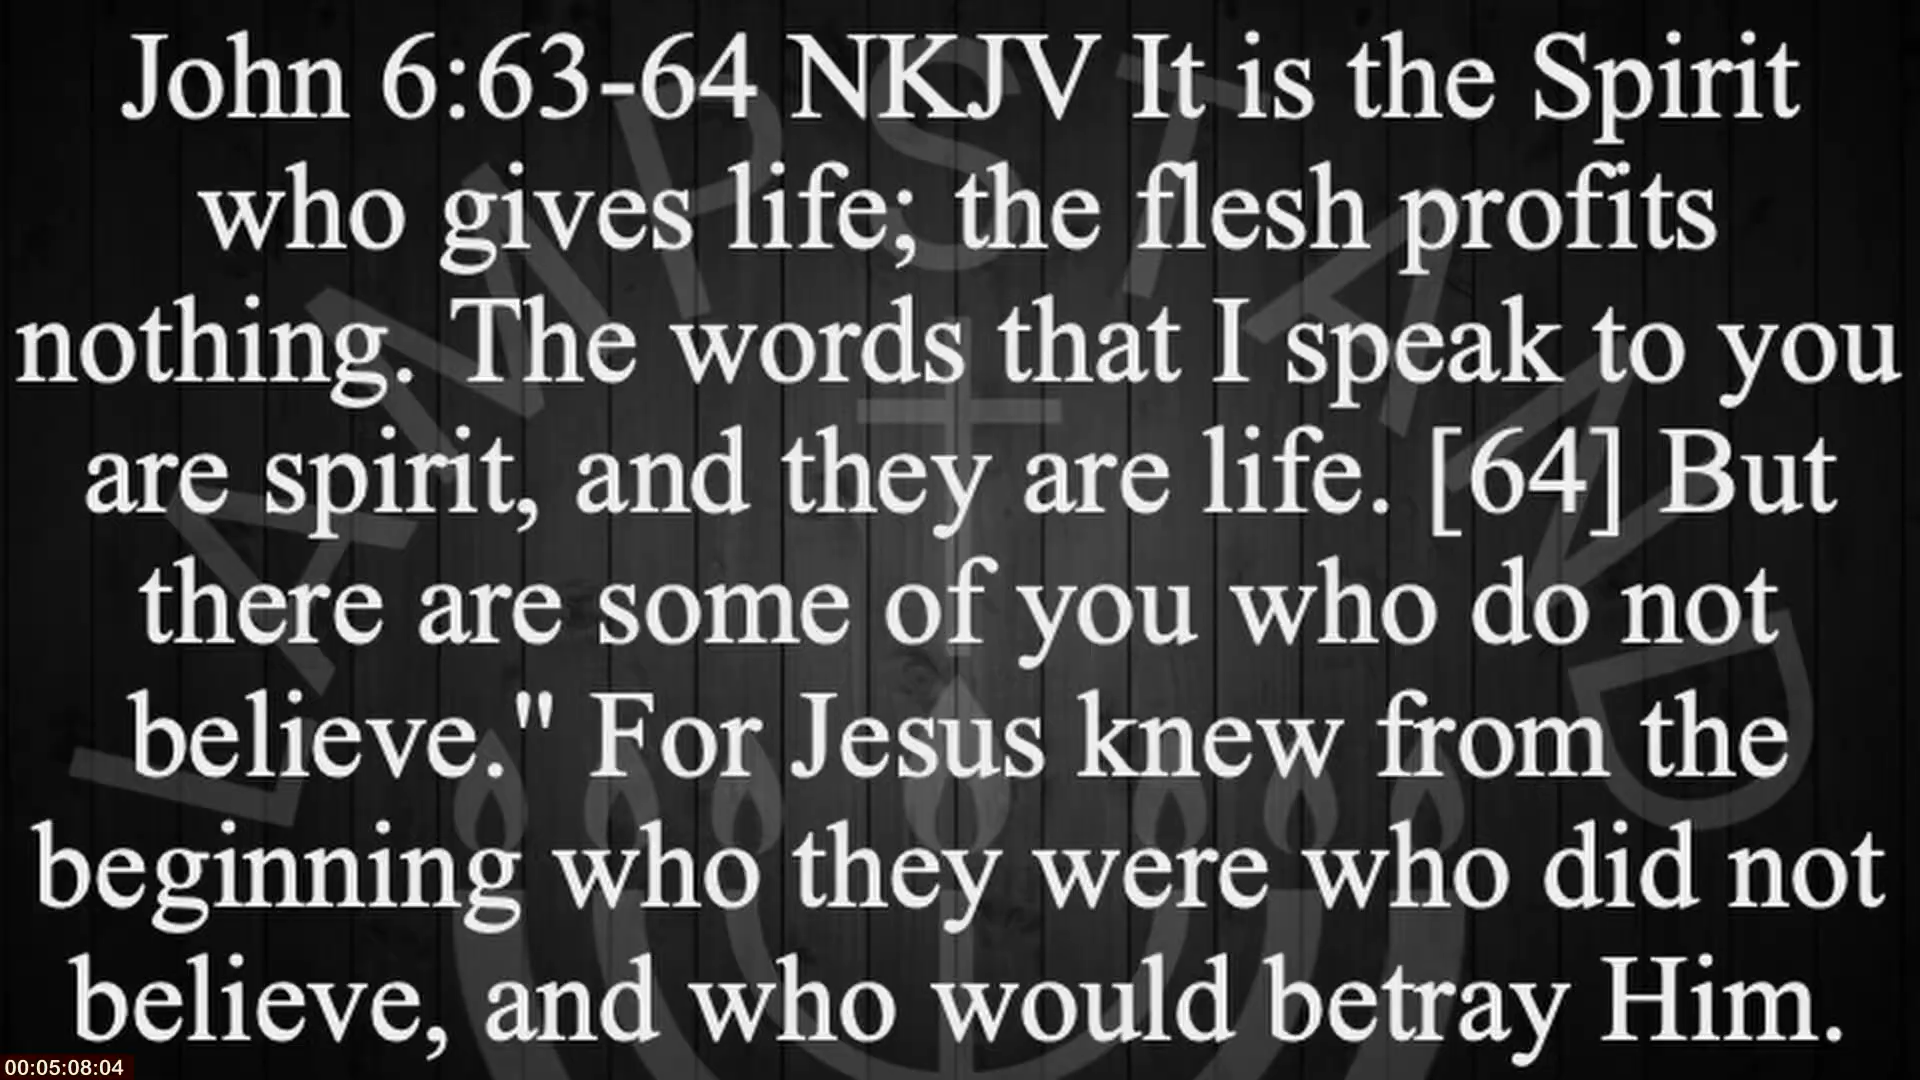 John 6:63-64 NKJV It is the Spirit
who gives life; the flesh profits
nothing. The words that I speak to you
are spirit, and they are life. [64] But
there are some of you who do not
believe." For Jesus knew from the
beginning who they were who did not
believe, and who would betray Him.
LAMPSTAND
00:05:08:04